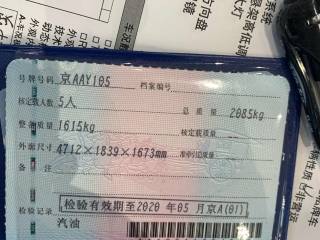 号牌号码 京AAY105 档案编号
核定载人数 5人 总质量 2085kg
整备质量 1615kg 核定载质量 --
外廓尺寸 4712×1839×1673mm 准牵引总质量
备注
检验有效期至2020年05月京A(01)
检验记录
汽油